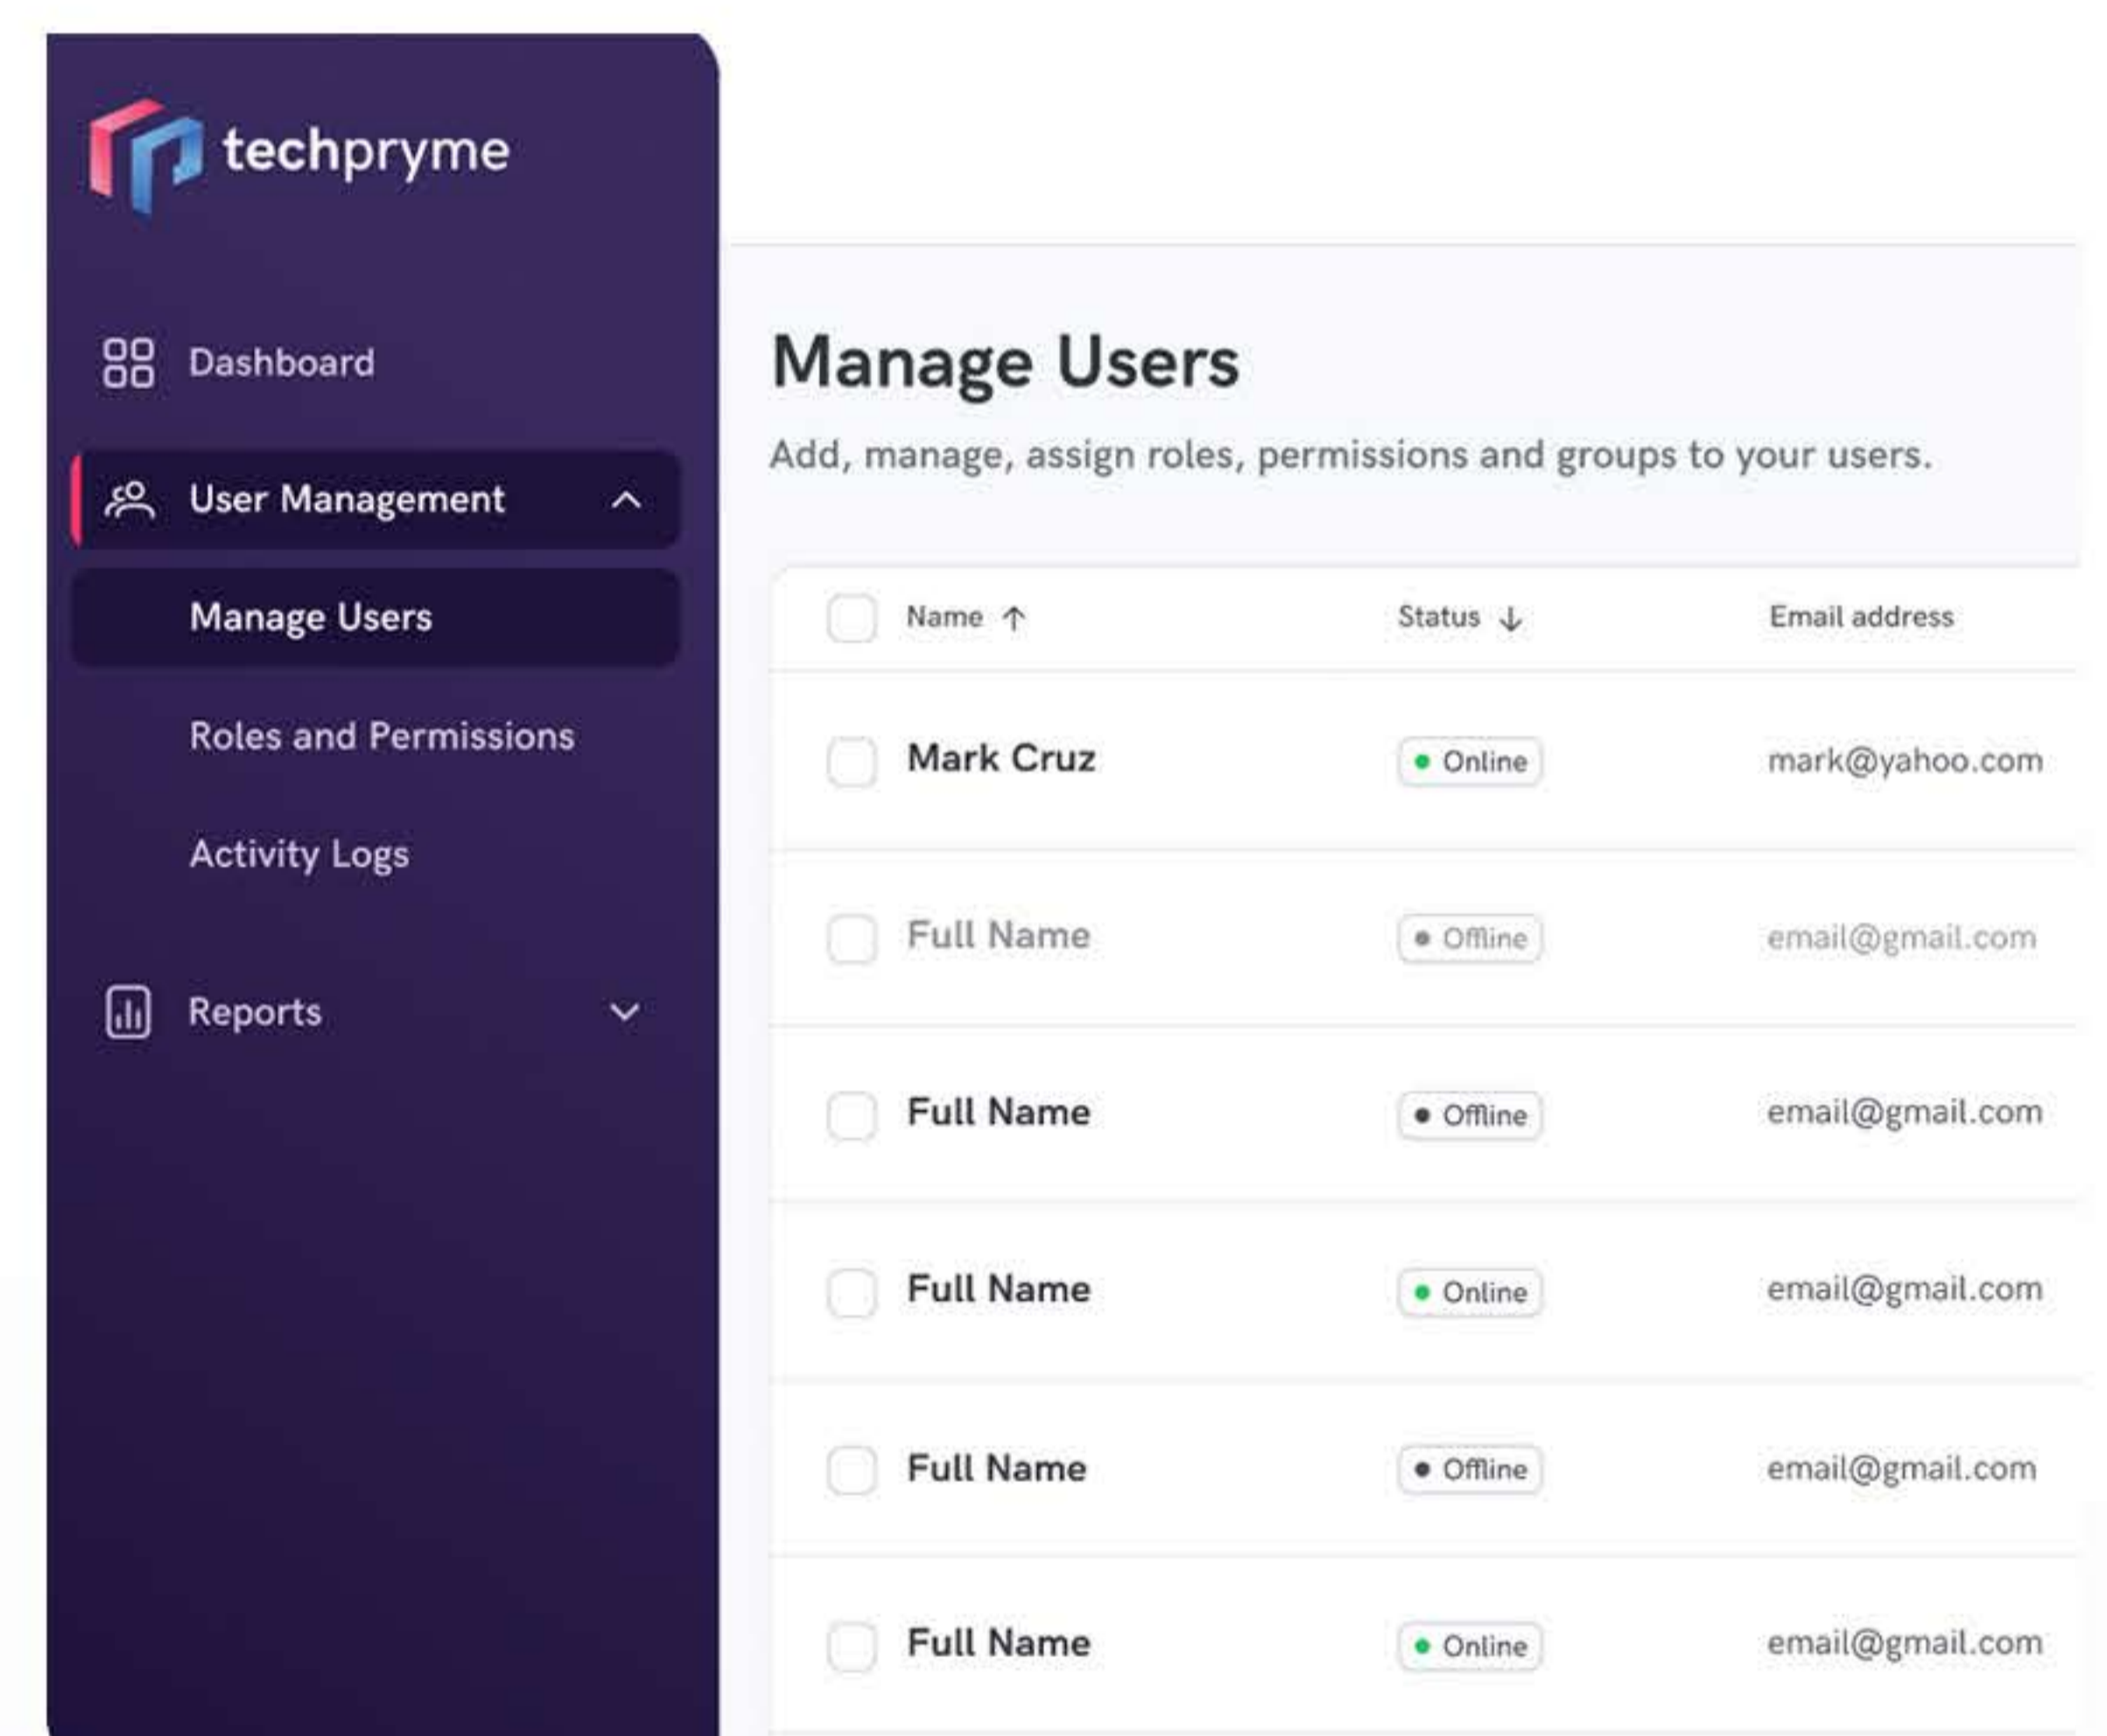 techpryme
Dashboard
User Management
Manage Users
Roles and Permissions
Activity Logs
Reports
Manage Users
Add, manage, assign roles, permissions and groups to your users.
Name ↑ Status ↓ Email address
Mark Cruz Online mark@yahoo.com
Full Name Offline email@gmail.com
Full Name Offline email@gmail.com
Full Name Online email@gmail.com
Full Name Offline email@gmail.com
Full Name Online email@gmail.com